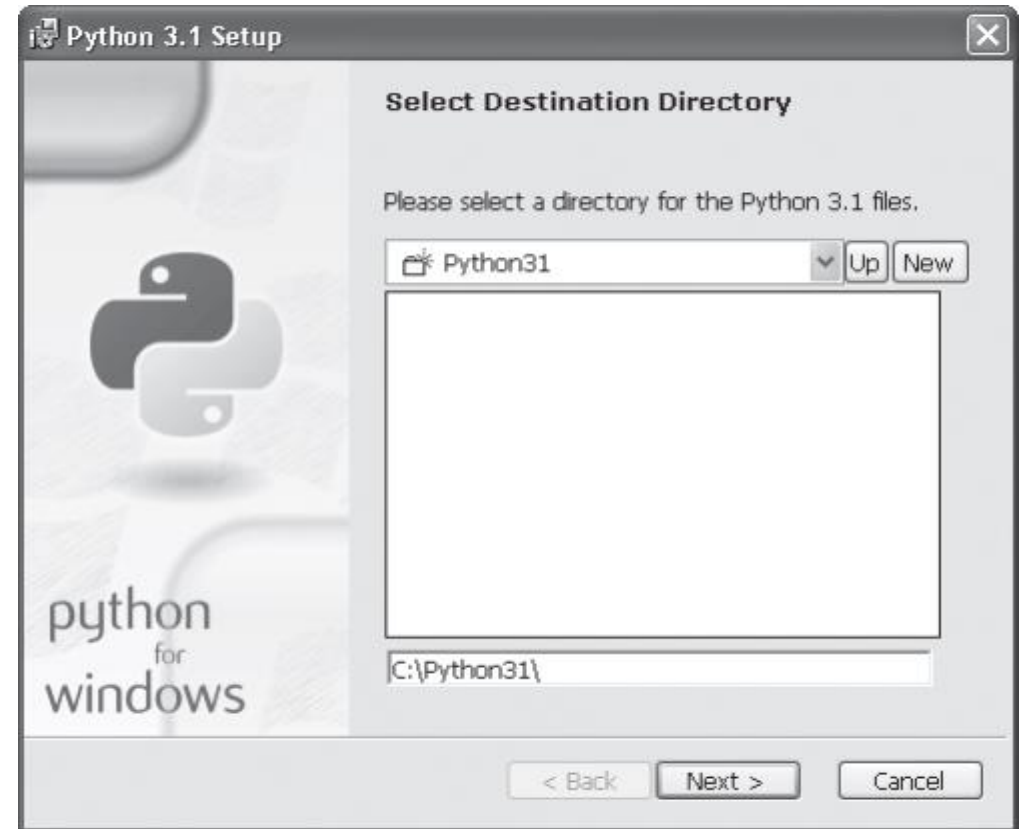 Python 3.1 Setup
Select Destination Directory
Please select a directory for the Python 3.1 files.
Python31
Up
New
C:\Python31\
python
for
windows
< Back
Next >
Cancel